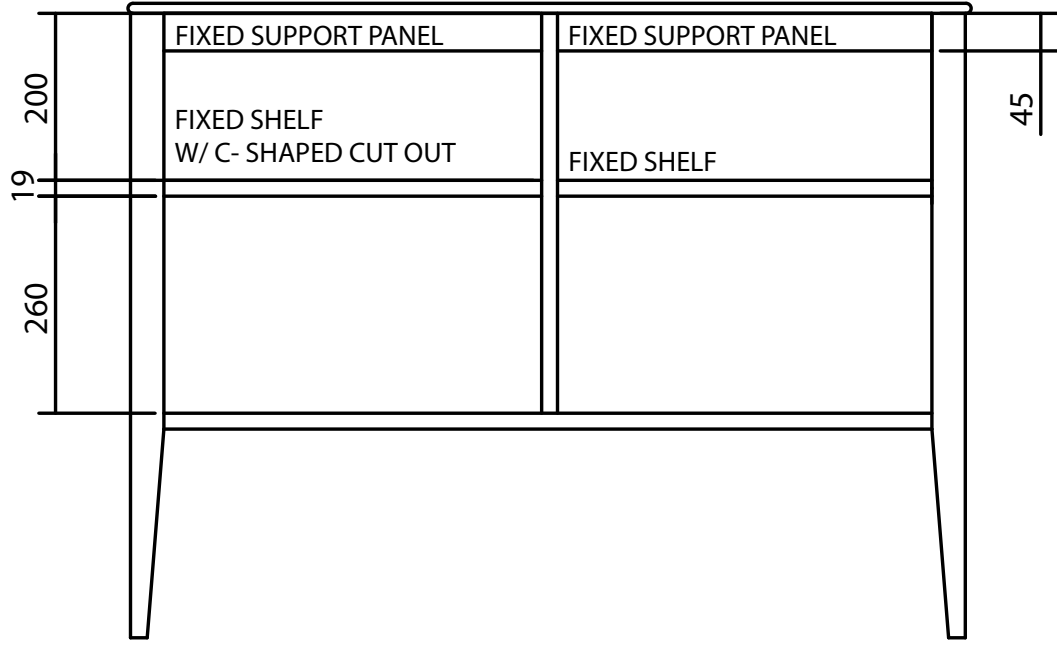 FIXED SUPPORT PANEL
FIXED SUPPORT PANEL
200
45
FIXED SHELF
W/ C- SHAPED CUT OUT
FIXED SHELF
19
260